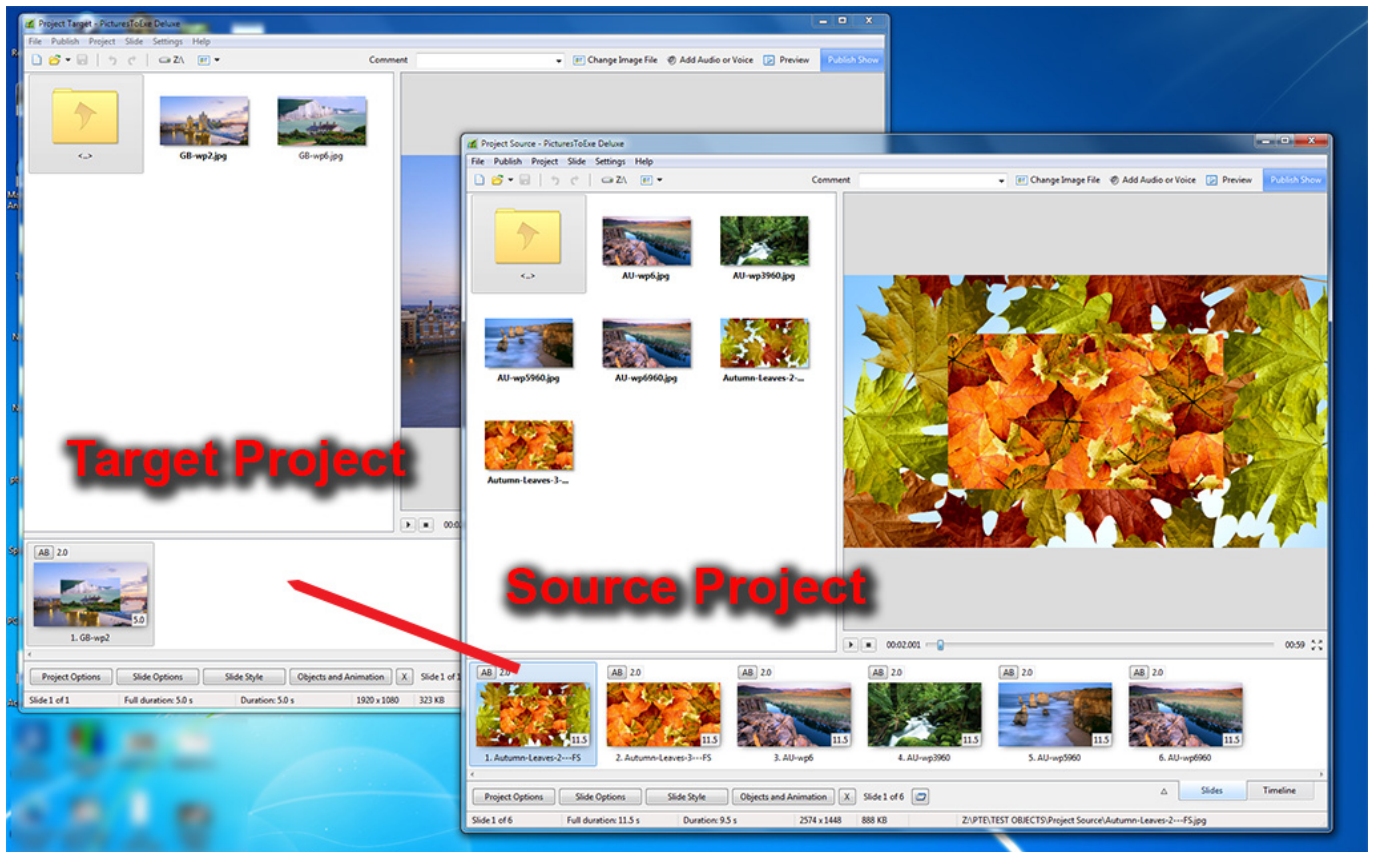 Project Target - PicturesToExe Deluxe
File Publish Project Slide Settings Help
Z:\
Comment
Change Image File
Add Audio or Voice
Preview
Publish Show
<..>
GB-wp2.jpg
GB-wp6.jpg
Target Project
AB 2.0
5.0
1. GB-wp2
Project Options
Slide Options
Slide Style
Objects and Animation
X
Slide 1 of 1
Slide 1 of 1
Full duration: 5.0 s
Duration: 5.0 s
1920 x 1080
323 KB
Project Source - PicturesToExe Deluxe
File Publish Project Slide Settings Help
Z:\
Comment
Change Image File
Add Audio or Voice
Preview
Publish Show
<..>
AU-wp6.jpg
AU-wp3960.jpg
AU-wp5960.jpg
AU-wp6960.jpg
Autumn-Leaves-2-...
Autumn-Leaves-3-...
Source Project
00:02.001
00:59
AB 2.0
11.5
1. Autumn-Leaves-2---FS
AB 2.0
11.5
2. Autumn-Leaves-3---FS
AB 2.0
11.5
3. AU-wp6
AB 2.0
11.5
4. AU-wp3960
AB 2.0
11.5
5. AU-wp5960
AB 2.0
11.5
6. AU-wp6960
Project Options
Slide Options
Slide Style
Objects and Animation
X
Slide 1 of 6
Slides
Timeline
Slide 1 of 6
Full duration: 11.5 s
Duration: 9.5 s
2574 x 1448
888 KB
Z:\PTE\TEST OBJECTS\Project Source\Autumn-Leaves-2---FS.jpg